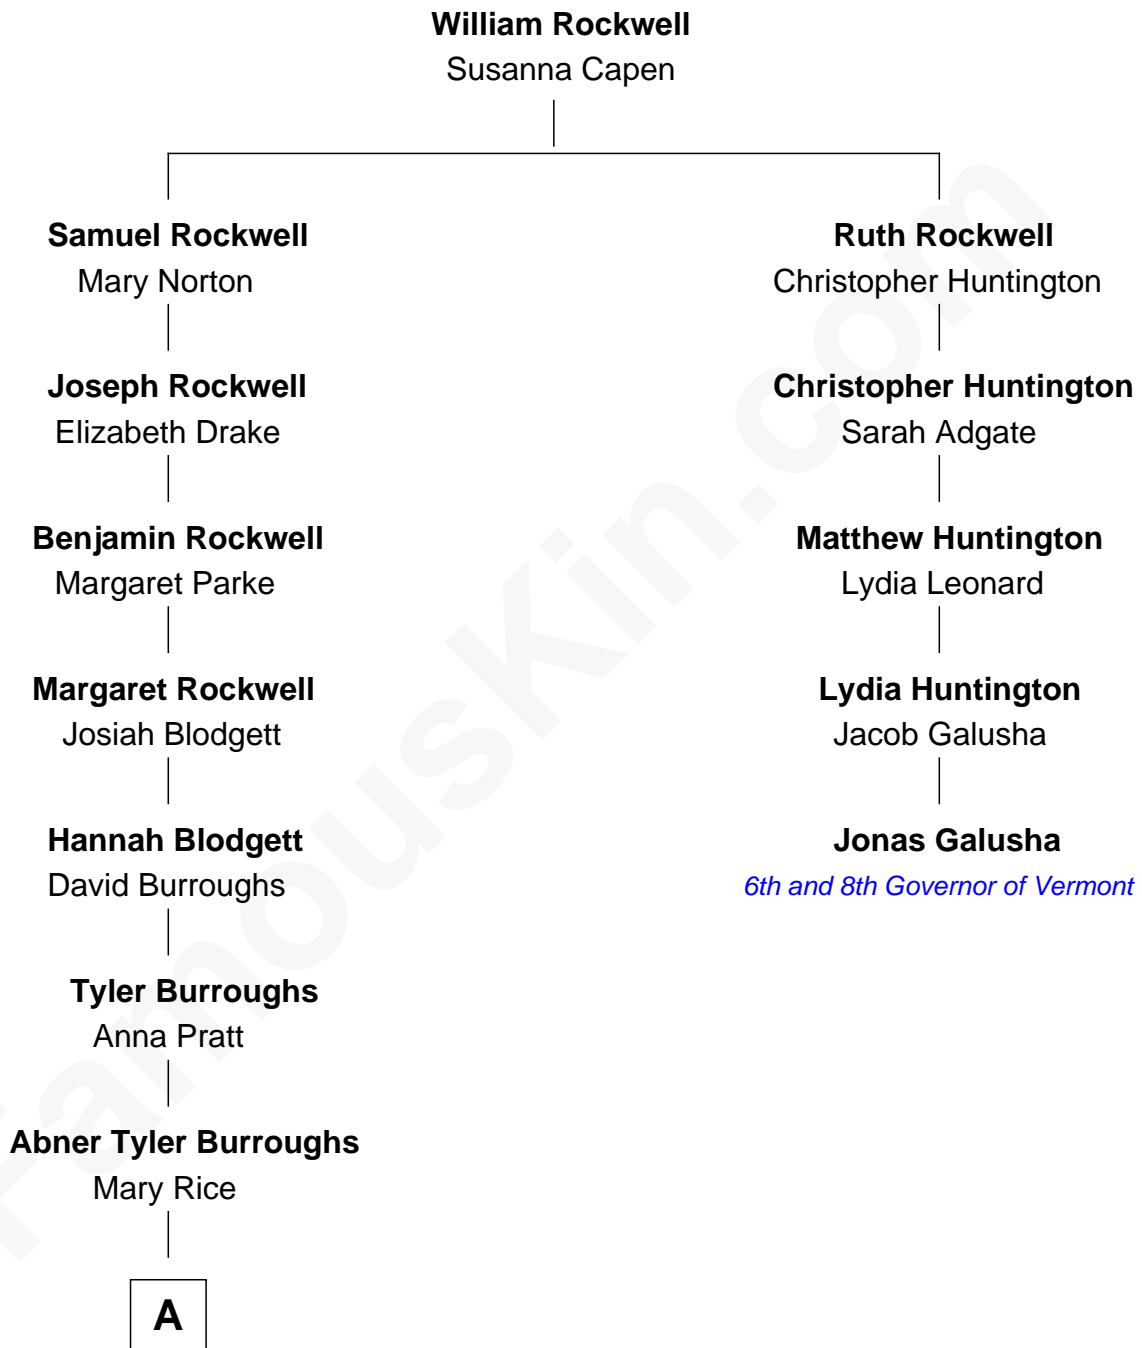 William Rockwell
Susanna Capen
Samuel Rockwell
Mary Norton
Joseph Rockwell
Elizabeth Drake
Benjamin Rockwell
Margaret Parke
Margaret Rockwell
Josiah Blodgett
Hannah Blodgett
David Burroughs
Tyler Burroughs
Anna Pratt
Abner Tyler Burroughs
Mary Rice
A
Ruth Rockwell
Christopher Huntington
Christopher Huntington
Sarah Adgate
Matthew Huntington
Lydia Leonard
Lydia Huntington
Jacob Galusha
Jonas Galusha
6th and 8th Governor of Vermont
FamousKin.com